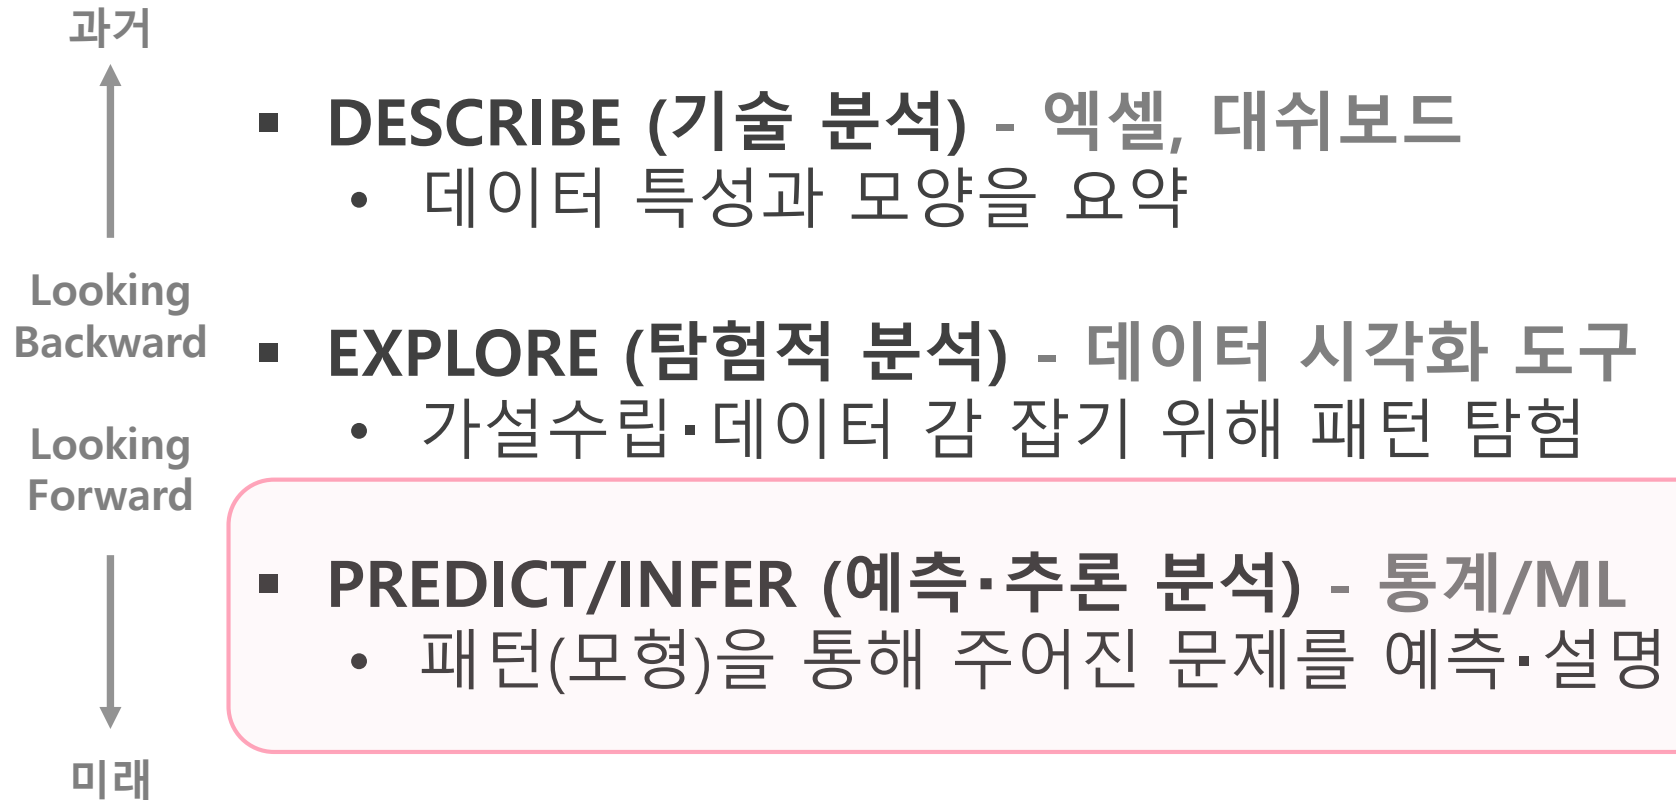 과거
▪ DESCRIBE (기술 분석) - 엑셀, 대쉬보드
• 데이터 특성과 모양을 요약
Looking
Backward
▪ EXPLORE (탐험적 분석) - 데이터 시각화 도구
• 가설수립·데이터 감 잡기 위해 패턴 탐험
Looking
Forward
▪ PREDICT/INFER (예측·추론 분석) - 통계/ML
• 패턴(모형)을 통해 주어진 문제를 예측·설명
미래